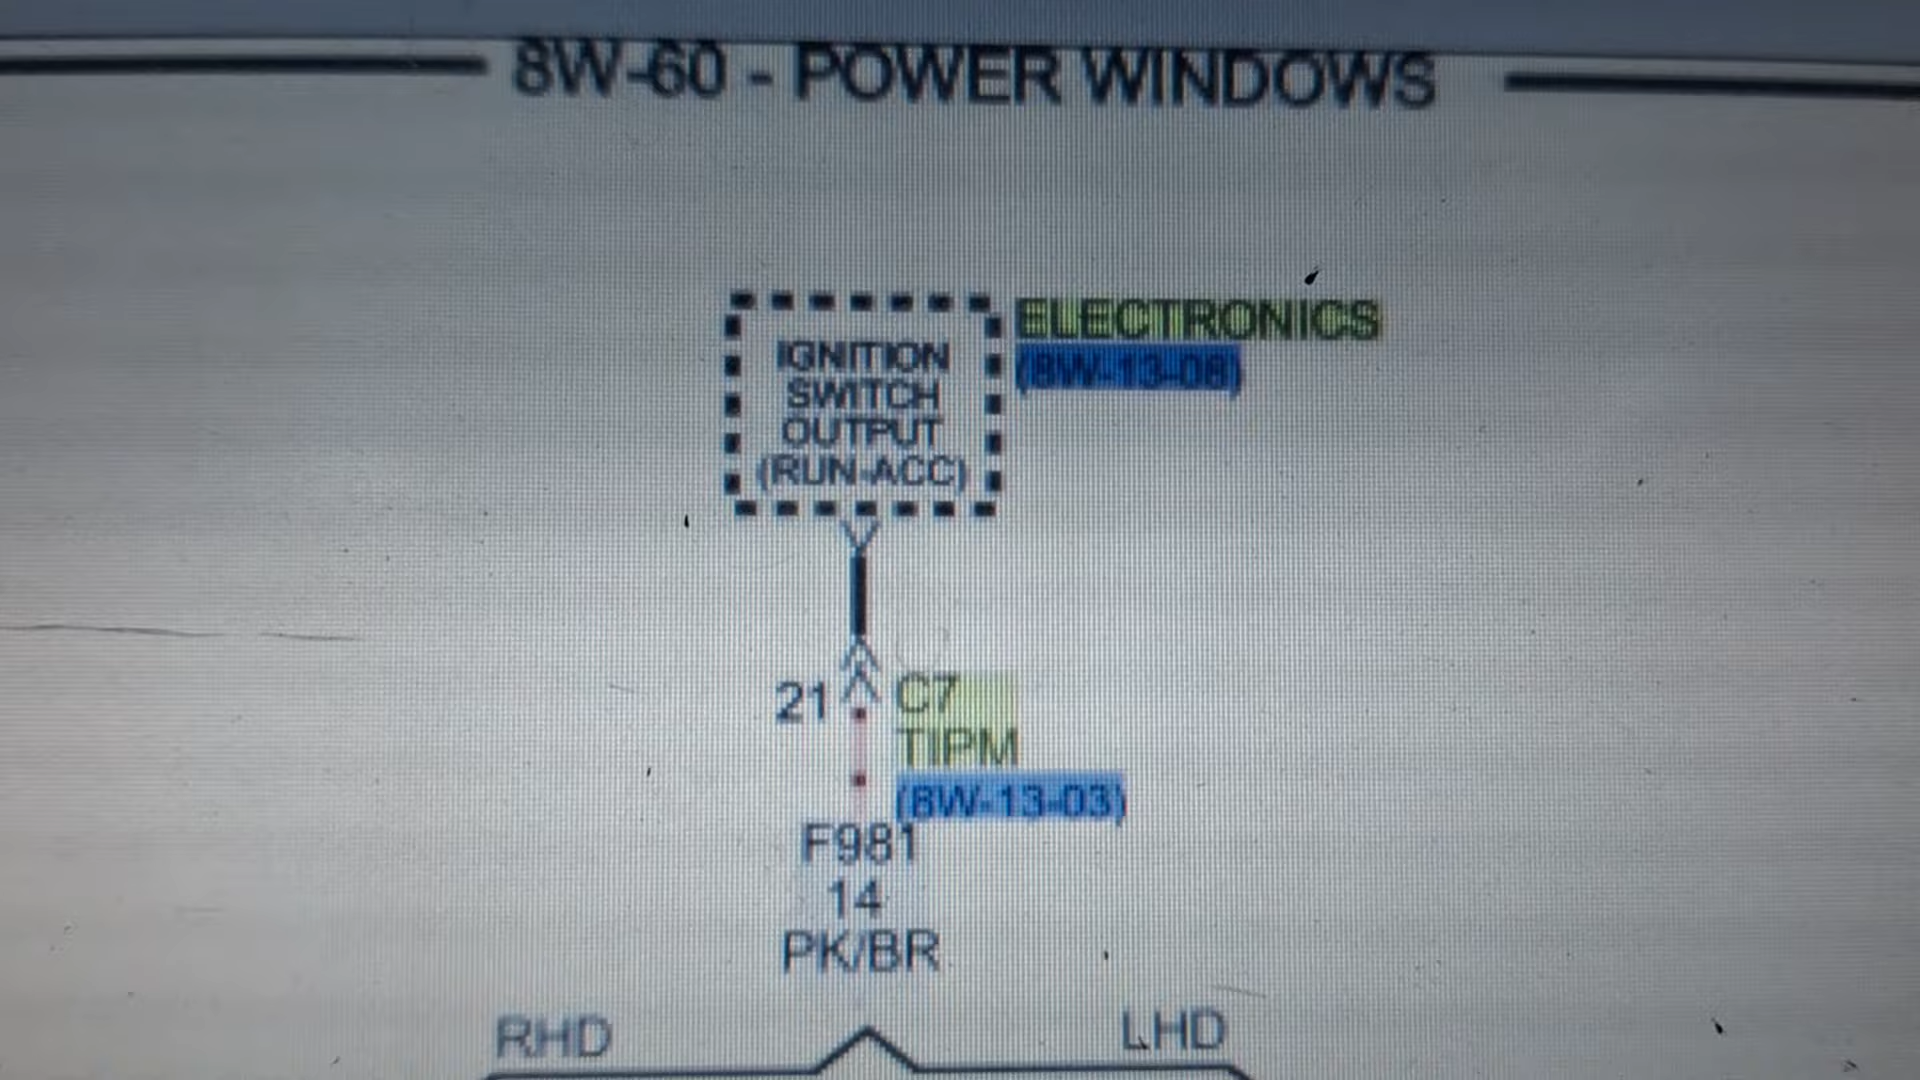 8W-60 - POWER WINDOWS
ELECTRONICS
(8W-13-08)
IGNITION
SWITCH
OUTPUT
(RUN-ACC)
21
C7
TIPM
(8W-13-03)
F981
14
PK/BR
RHD
LHD